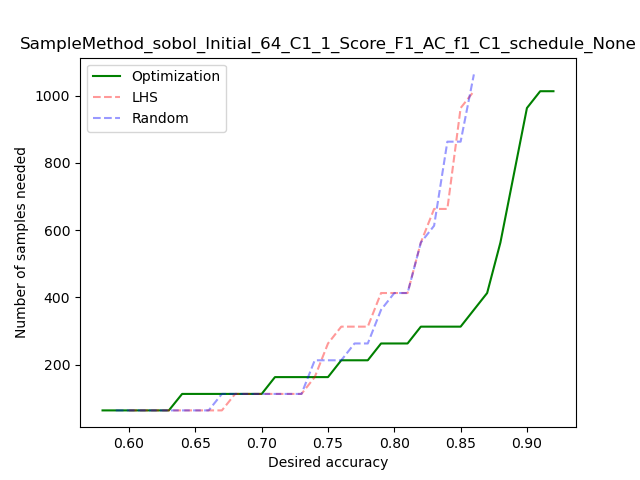 SampleMethod_sobol_Initial_64_C1_1_Score_F1_AC_f1_C1_schedule_None
Optimization
LHS
Random
Number of samples needed
1000
800
600
400
200
0.60 0.65 0.70 0.75 0.80 0.85 0.90
Desired accuracy